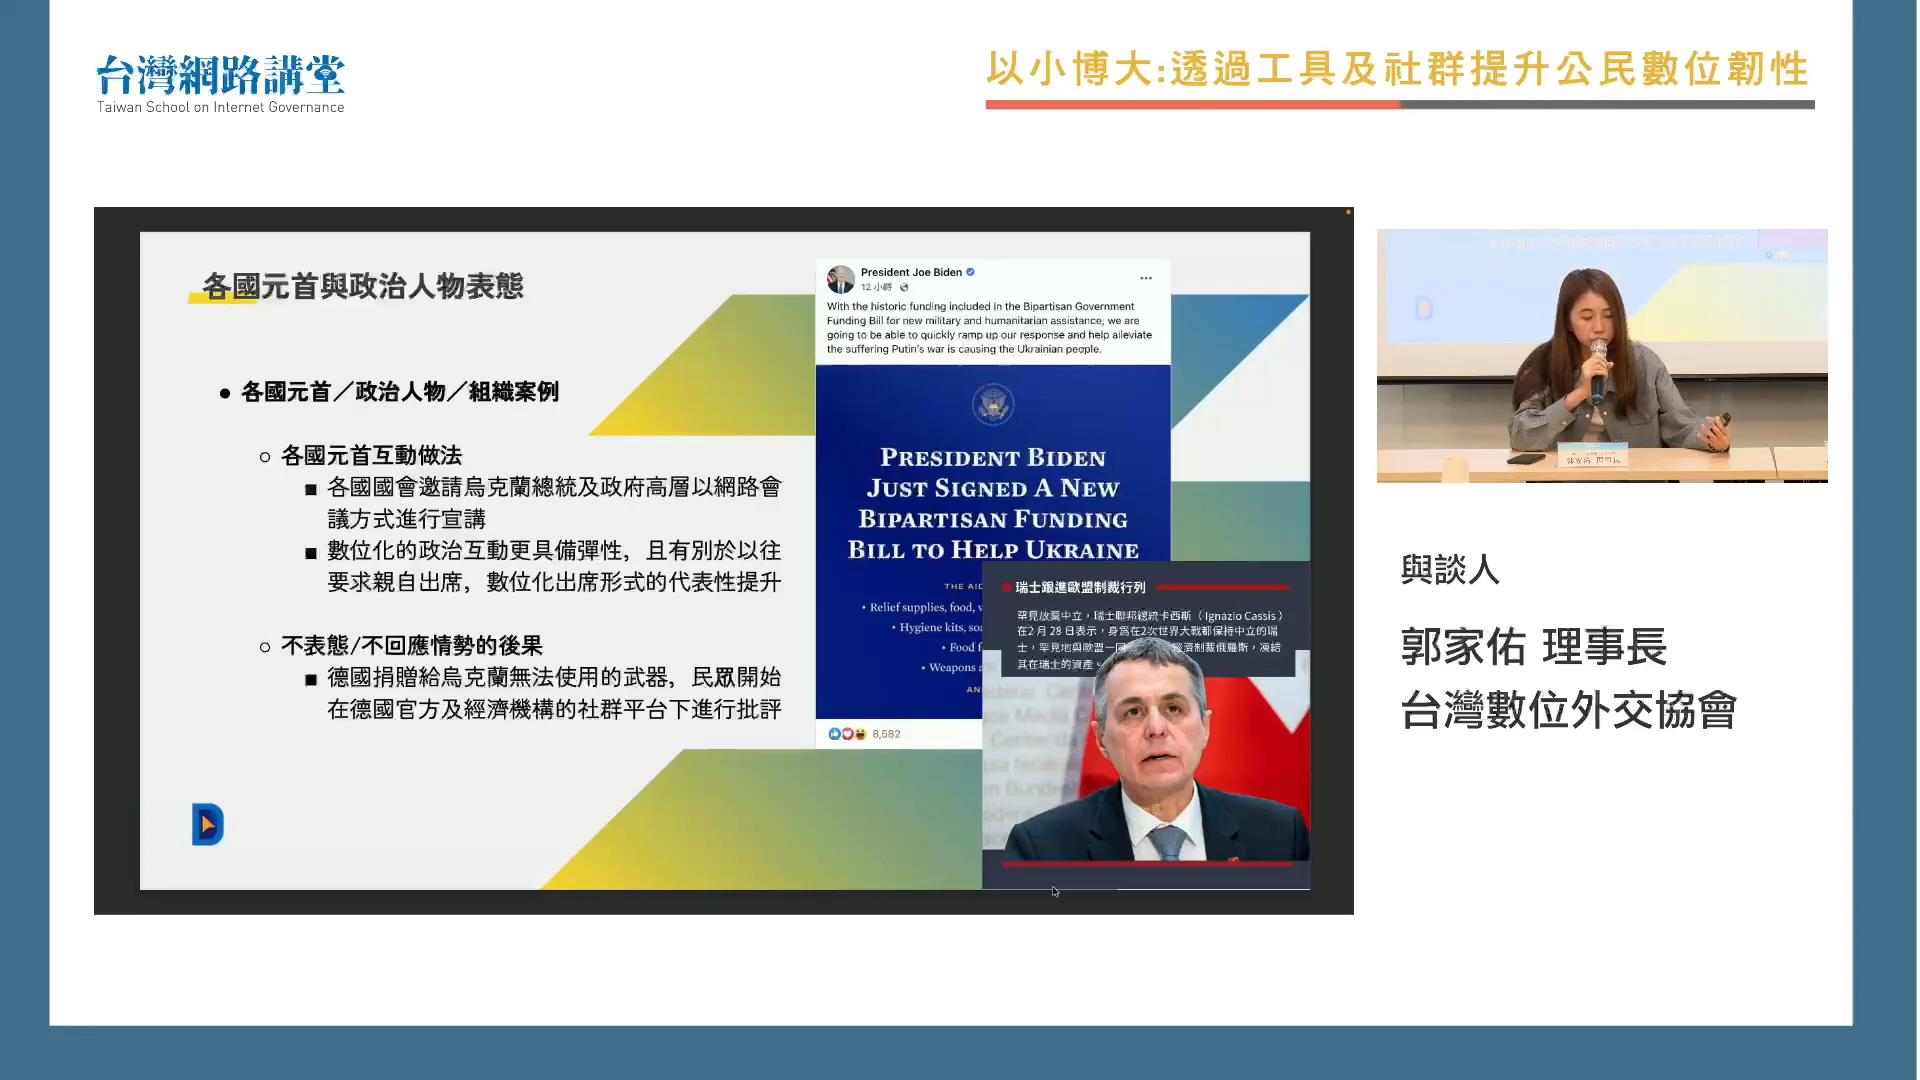 台灣網路講堂
Taiwan School on Internet Governance
以小博大:透過工具及社群提升公民數位韌性
各國元首與政治人物表態
各國元首／政治人物／組織案例
各國元首互動做法
各國國會邀請烏克蘭總統及政府高層以網路會
議方式進行宣講
數位化的政治互動更具備彈性，且有別於以往
要求親自出席，數位化出席形式的代表性提升
不表態/不回應情勢的後果
德國捐贈給烏克蘭無法使用的武器，民眾開始
在德國官方及經濟機構的社群平台下進行批評
President Joe Biden
12 小時
With the historic funding included in the Bipartisan Government
Funding Bill for new military and humanitarian assistance, we are
going to be able to quickly ramp up our response and help alleviate
the suffering Putin's war is causing the Ukrainian people.
PRESIDENT BIDEN
JUST SIGNED A NEW
BIPARTISAN FUNDING
BILL TO HELP UKRAINE
THE AID
• Relief supplies, food,
• Hygiene kits,
• Food
• Weapons
8,582
瑞士跟進歐盟制裁行列
罕見放棄中立，瑞士聯邦總統卡西斯（Ignazio Cassis）
在2 月 28 日表示，身為在2次世界大戰都保持中立的瑞
士，罕見地與歐盟一同 經濟制裁俄羅斯，凍結
其在瑞士的資產。
郭家佑 理事長
與談人
郭家佑 理事長
台灣數位外交協會